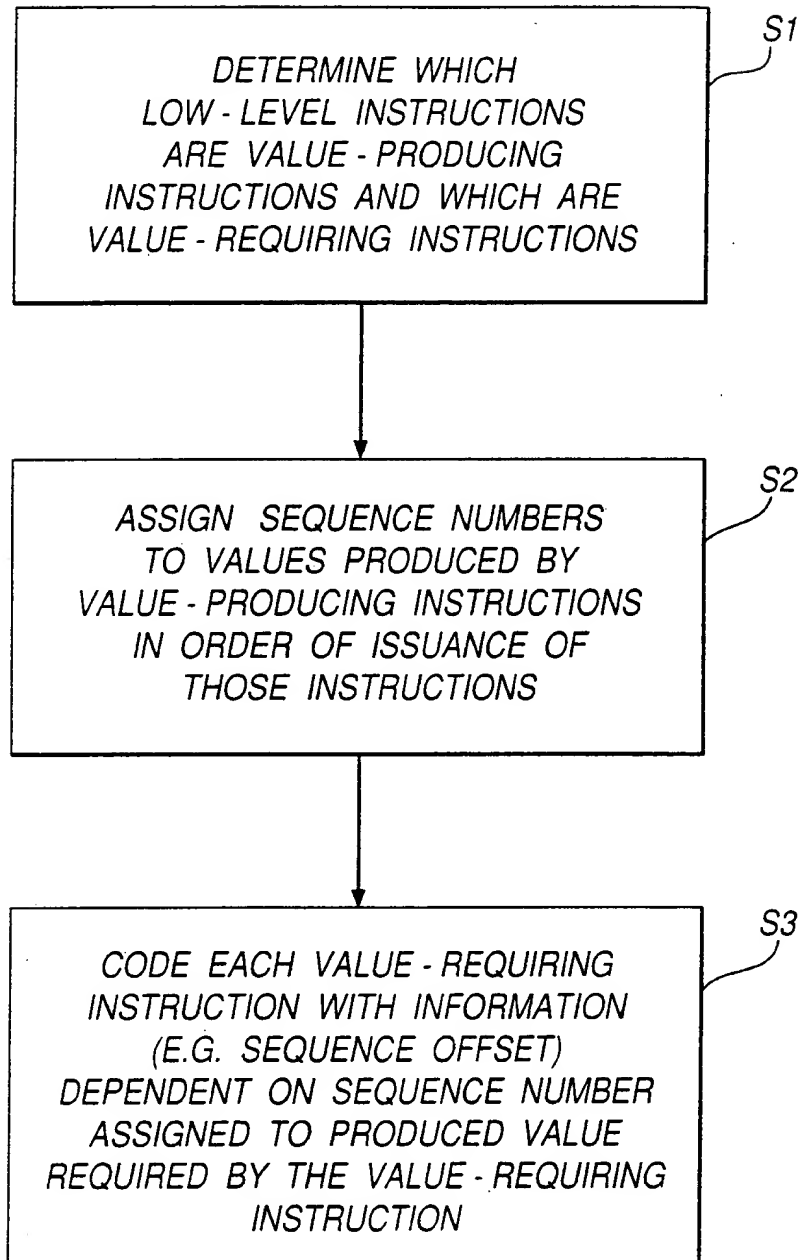 S1
DETERMINE WHICH
LOW - LEVEL INSTRUCTIONS
ARE VALUE - PRODUCING
INSTRUCTIONS AND WHICH ARE
VALUE - REQUIRING INSTRUCTIONS
S2
ASSIGN SEQUENCE NUMBERS
TO VALUES PRODUCED BY
VALUE - PRODUCING INSTRUCTIONS
IN ORDER OF ISSUANCE OF
THOSE INSTRUCTIONS
S3
CODE EACH VALUE - REQUIRING
INSTRUCTION WITH INFORMATION
(E.G. SEQUENCE OFFSET)
DEPENDENT ON SEQUENCE NUMBER
ASSIGNED TO PRODUCED VALUE
REQUIRED BY THE VALUE - REQUIRING
INSTRUCTION